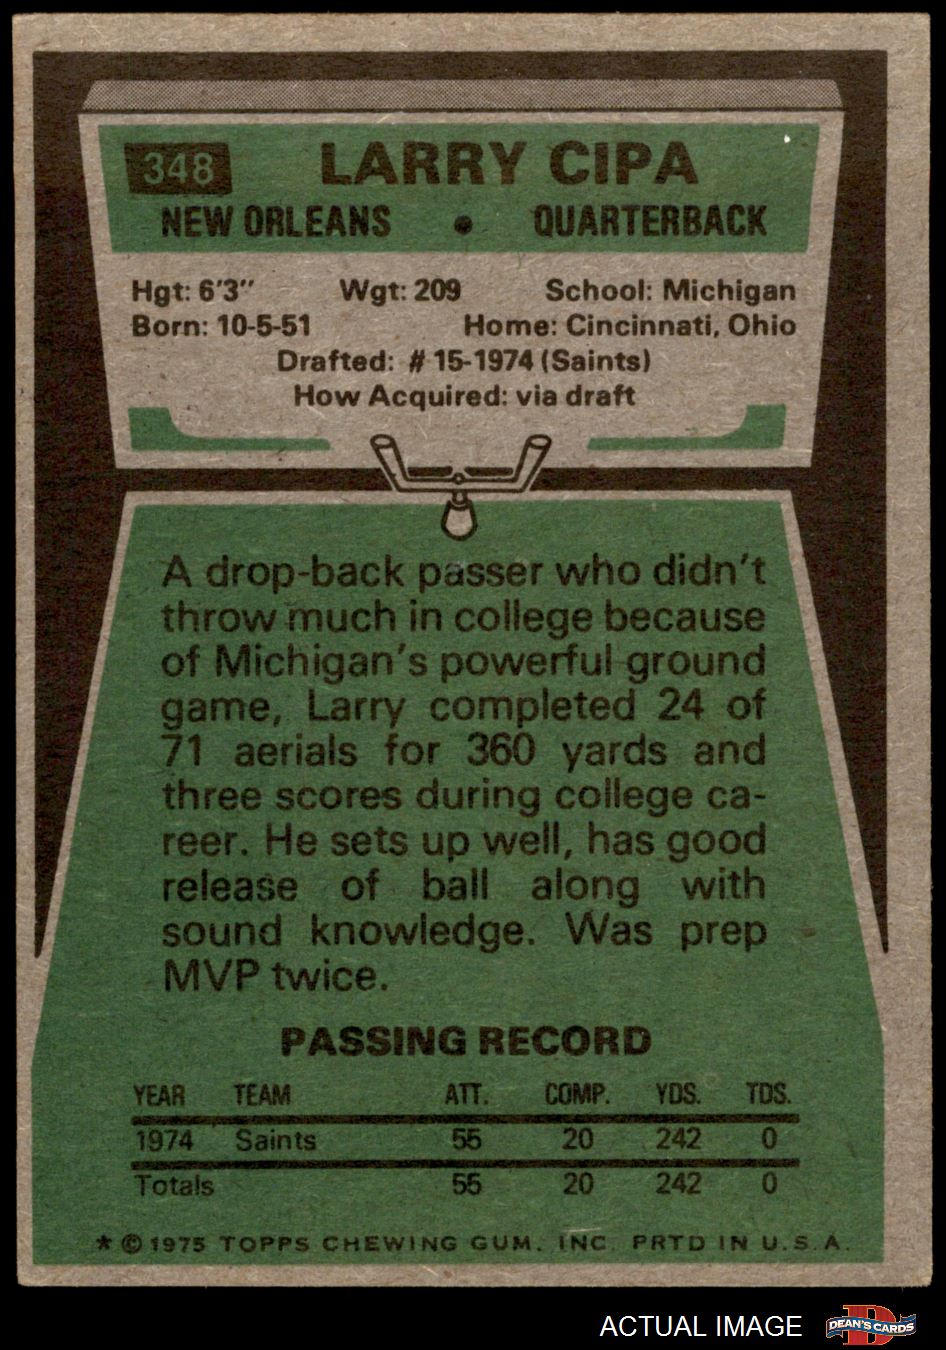 348 LARRY CIPA
NEW ORLEANS • QUARTERBACK
Hgt: 6'3" Wgt: 209 School: Michigan
Born: 10-5-51 Home: Cincinnati, Ohio
Drafted: #15-1974 (Saints)
How Acquired: via draft
A drop-back passer who didn't
throw much in college because
of Michigan's powerful ground
game, Larry completed 24 of
71 aerials for 360 yards and
three scores during college ca-
reer. He sets up well, has good
release of ball along with
sound knowledge. Was prep
MVP twice.
PASSING RECORD
YEAR TEAM ATT. COMP. YDS. TDS.
1974 Saints 55 20 242 0
Totals 55 20 242 0
* © 1975 TOPPS CHEWING GUM, INC. PRTD IN U.S.A.
ACTUAL IMAGE D DEAN'S CARDS